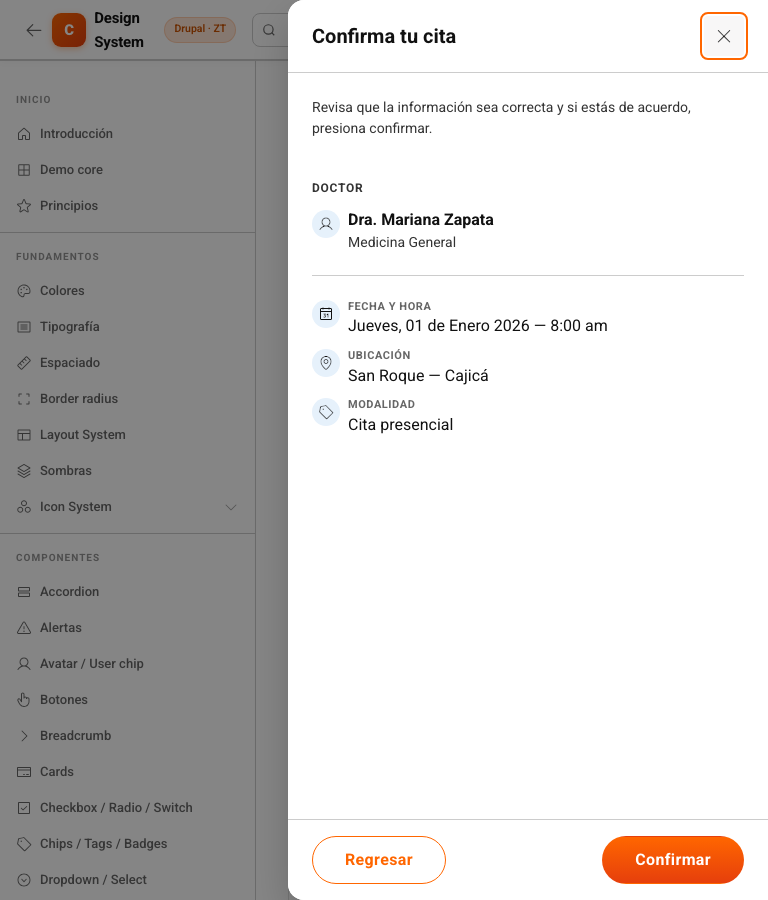 Design
System
C
Drupal · ZT
INICIO
Introducción
Demo core
Principios
FUNDAMENTOS
Colores
Tipografía
Espaciado
Border radius
Layout System
Sombras
Icon System
COMPONENTES
Accordion
Alertas
Avatar / User chip
Botones
Breadcrumb
Cards
Checkbox / Radio / Switch
Chips / Tags / Badges
Dropdown / Select
Confirma tu cita
Revisa que la información sea correcta y si estás de acuerdo,
presiona confirmar.
DOCTOR
Dra. Mariana Zapata
Medicina General
FECHA Y HORA
Jueves, 01 de Enero 2026 — 8:00 am
UBICACIÓN
San Roque — Cajicá
MODALIDAD
Cita presencial
Regresar
Confirmar